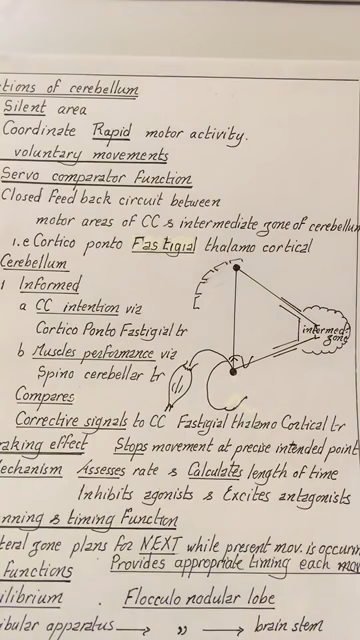 ctions of cerebellum
Silent area
Coordinate Rapid motor activity.
voluntary movements
Servo comparator function
Closed feed back circuit between
motor areas of CC & intermediate zone of cerebellum
i.e Cortico ponto Fastigial thalamo cortical
Cerebellum
1 Informed
a CC intention via
Cortico Ponto Fastigial tr
b Muscles performance via
Spino cerebellar tr
intermed.
zone
Compares
Corrective signals to CC Fastigial thalamo Cortical tr
raking effect Stops movement at precise intended point
echanism Assesses rate & Calculates length of time
Inhibits agonists & Excites antagonists
nning & timing Function
teral zone plans for NEXT while present mov. is occurin
functions Provides appropriate timing each mov
ilibrium . Flocculo nodular lobe
ibular apparatus → " → brain stem